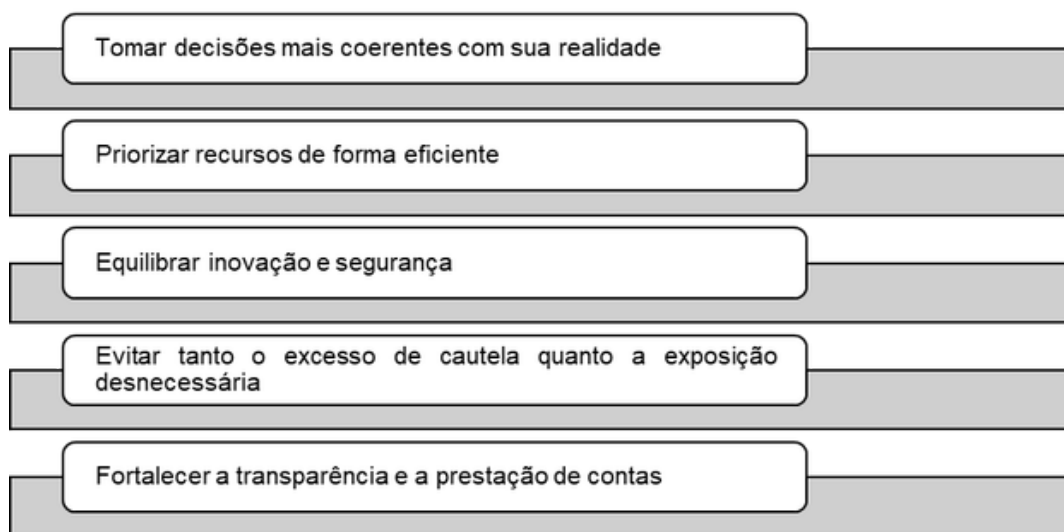 Tomar decisões mais coerentes com sua realidade
Priorizar recursos de forma eficiente
Equilibrar inovação e segurança
Evitar tanto o excesso de cautela quanto a exposição
desnecessária
Fortalecer a transparência e a prestação de contas